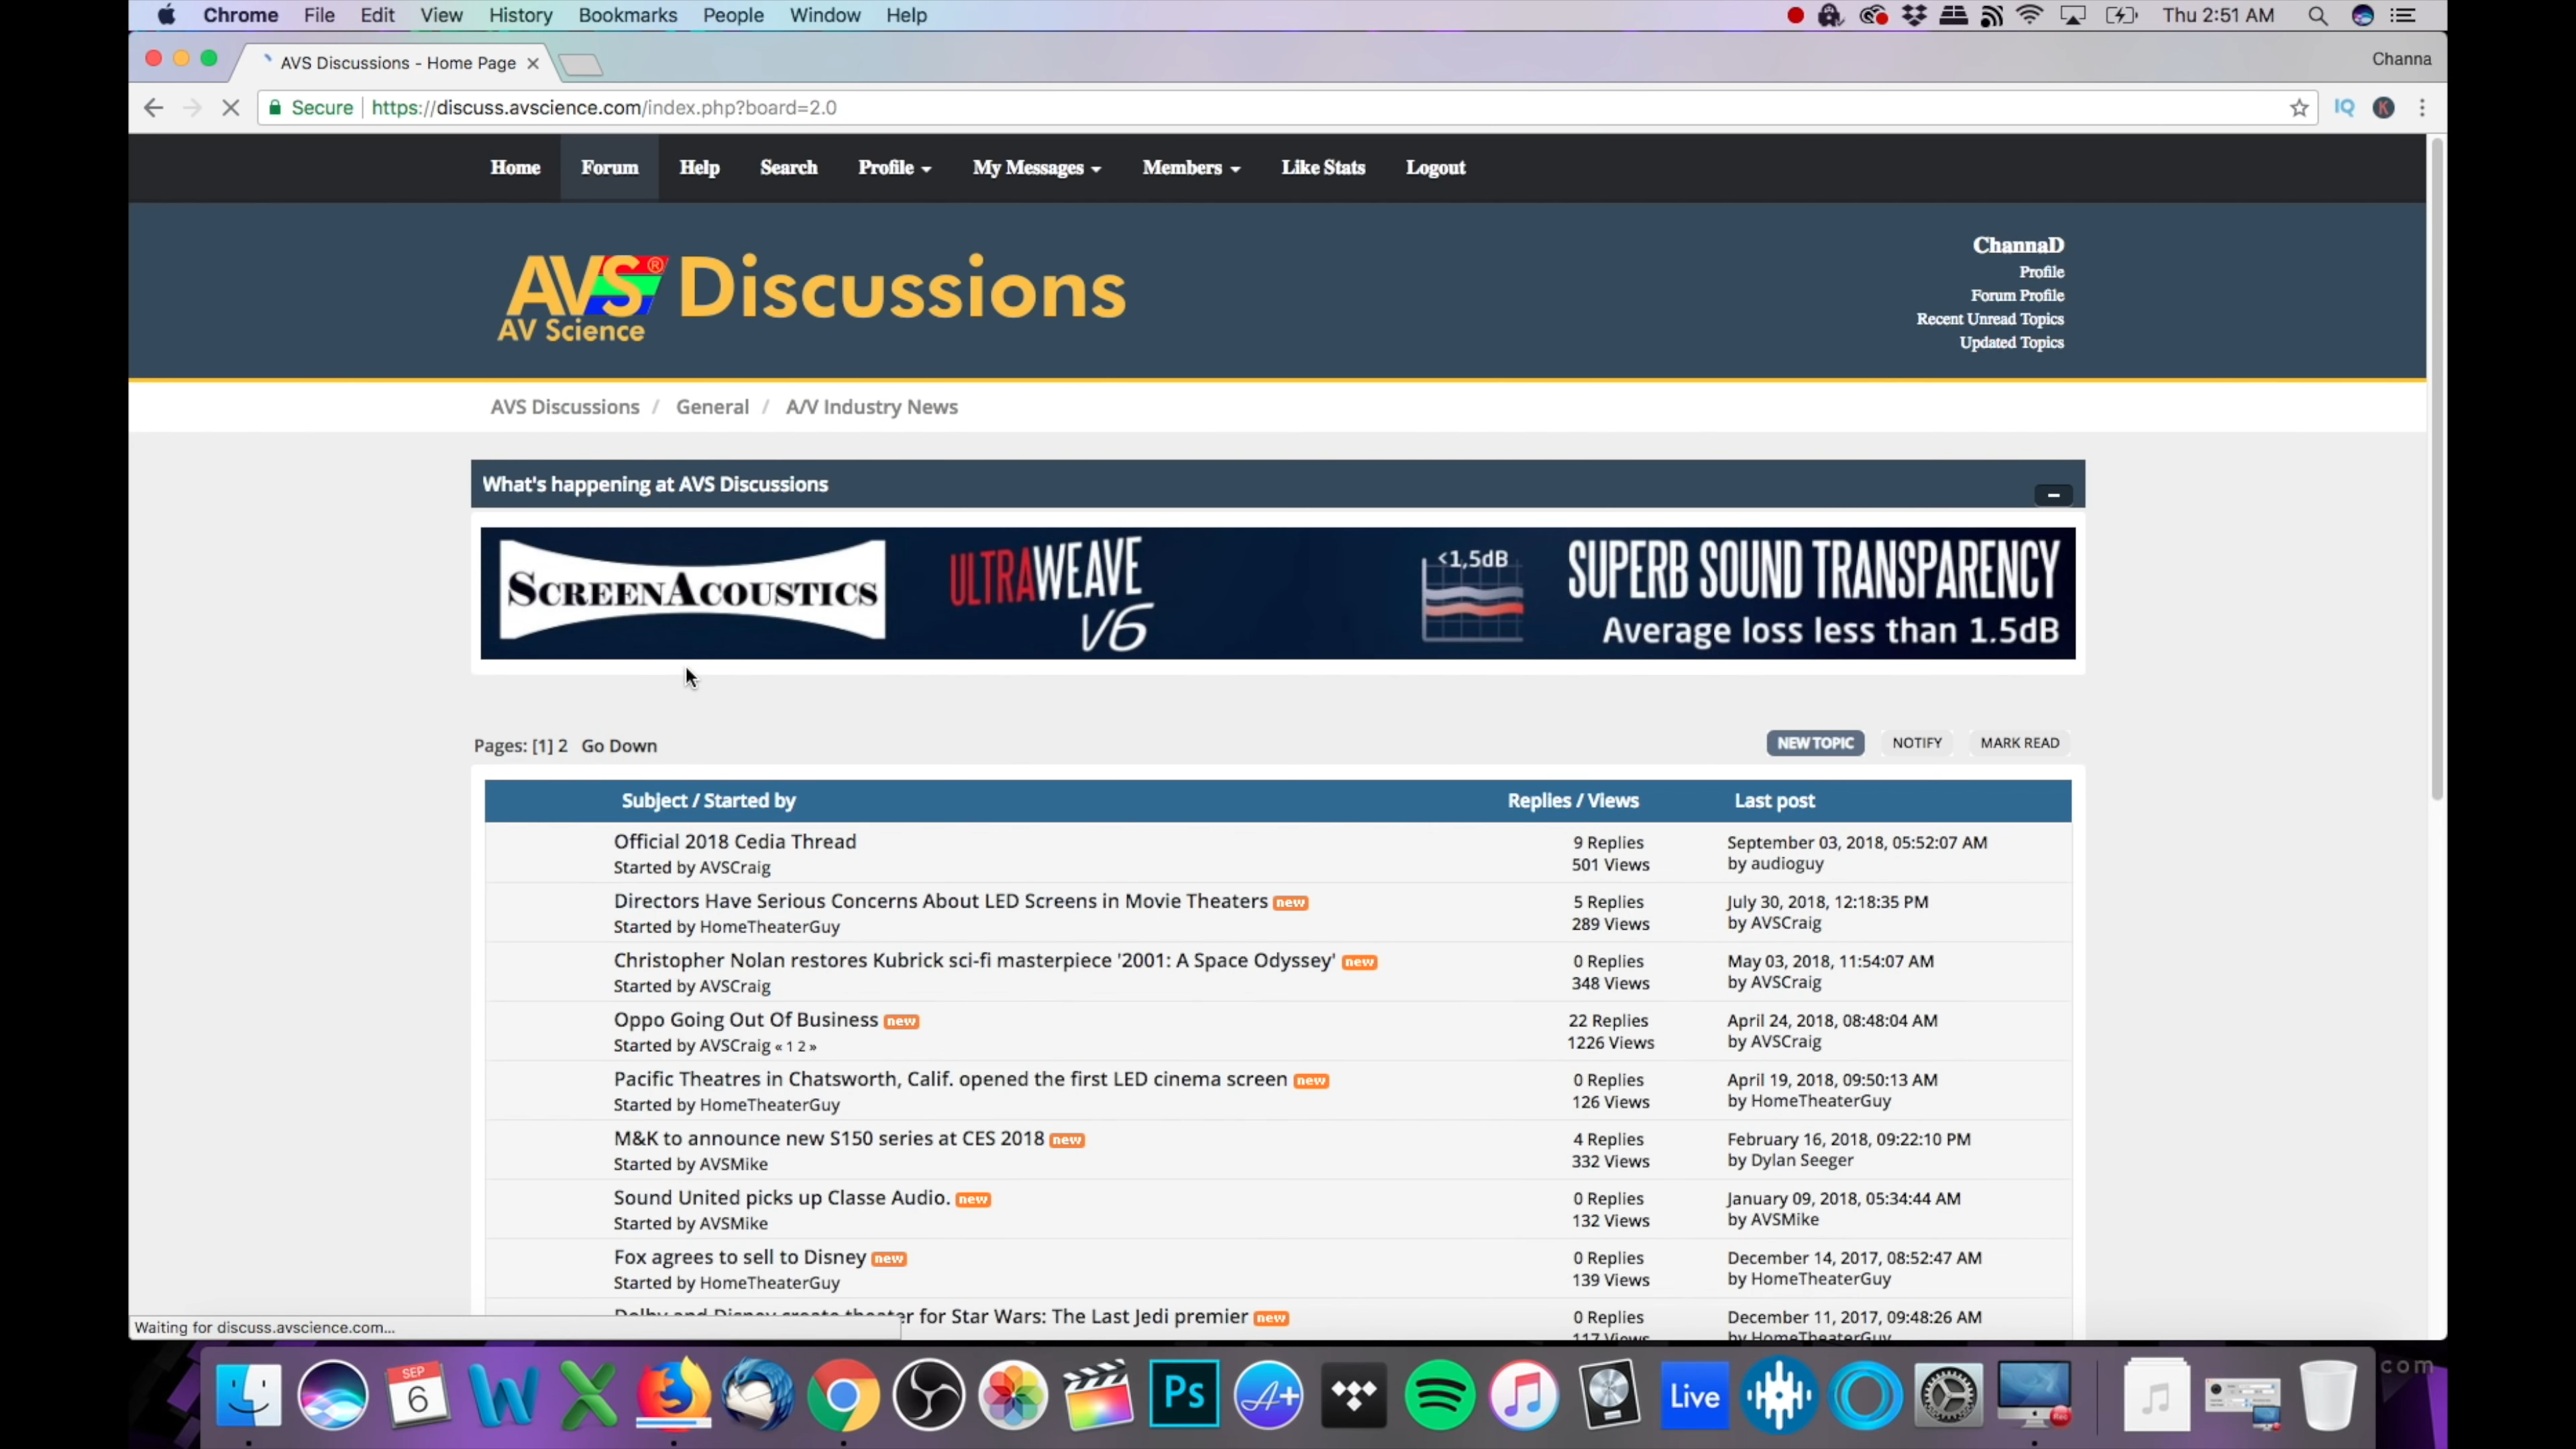 Chrome File Edit View History Bookmarks People Window Help Thu 2:51 AM
AVS Discussions - Home Page Channa
Secure https://discuss.avscience.com/index.php?board=2.0 IQ K
Home Forum Help Search Profile My Messages Members Like Stats Logout
AVS® Discussions
AV Science
ChannaD
Profile
Forum Profile
Recent Unread Topics
Updated Topics
AVS Discussions / General / A/V Industry News
What's happening at AVS Discussions
SCREENACOUSTICS ULTRAWEAVE V6 <1,5dB SUPERB SOUND TRANSPARENCY
Average loss less than 1.5dB
Pages: [1] 2 Go Down NEW TOPIC NOTIFY MARK READ
Subject / Started by Replies / Views Last post
Official 2018 Cedia Thread 9 Replies September 03, 2018, 05:52:07 AM
Started by AVSCraig 501 Views by audioguy
Directors Have Serious Concerns About LED Screens in Movie Theaters new 5 Replies July 30, 2018, 12:18:35 PM
Started by HomeTheaterGuy 289 Views by AVSCraig
Christopher Nolan restores Kubrick sci-fi masterpiece '2001: A Space Odyssey' new 0 Replies May 03, 2018, 11:54:07 AM
Started by AVSCraig 348 Views by AVSCraig
Oppo Going Out Of Business new 22 Replies April 24, 2018, 08:48:04 AM
Started by AVSCraig « 1 2 » 1226 Views by AVSCraig
Pacific Theatres in Chatsworth, Calif. opened the first LED cinema screen new 0 Replies April 19, 2018, 09:50:13 AM
Started by HomeTheaterGuy 126 Views by HomeTheaterGuy
M&K to announce new S150 series at CES 2018 new 4 Replies February 16, 2018, 09:22:10 PM
Started by AVSMike 332 Views by Dylan Seeger
Sound United picks up Classe Audio. new 0 Replies January 09, 2018, 05:34:44 AM
Started by AVSMike 132 Views by AVSMike
Fox agrees to sell to Disney new 0 Replies December 14, 2017, 08:52:47 AM
Started by HomeTheaterGuy 139 Views by HomeTheaterGuy
Dolby and Disney create theater for Star Wars: The Last Jedi premier new 0 Replies December 11, 2017, 09:48:26 AM
117 Views by HomeTheaterGuy
Waiting for discuss.avscience.com...
SEP
6
Ps
A+
Live
Rec
com